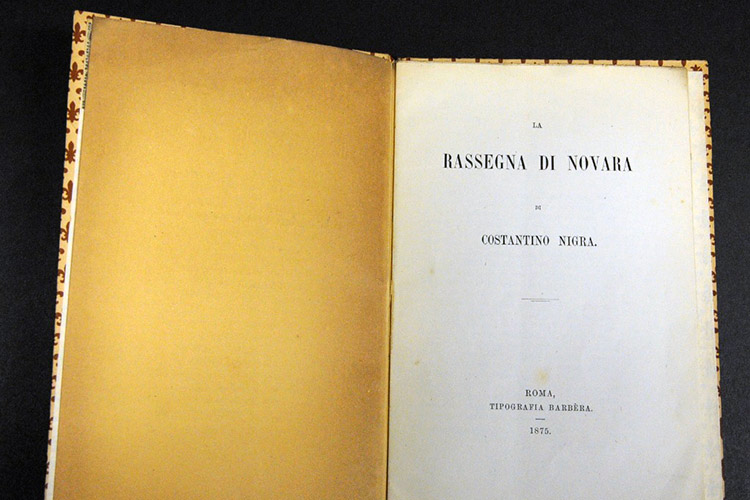 LA
RASSEGNA DI NOVARA
DI
COSTANTINO NIGRA.
ROMA,
TIPOGRAFIA BARBÈRA.
1875.